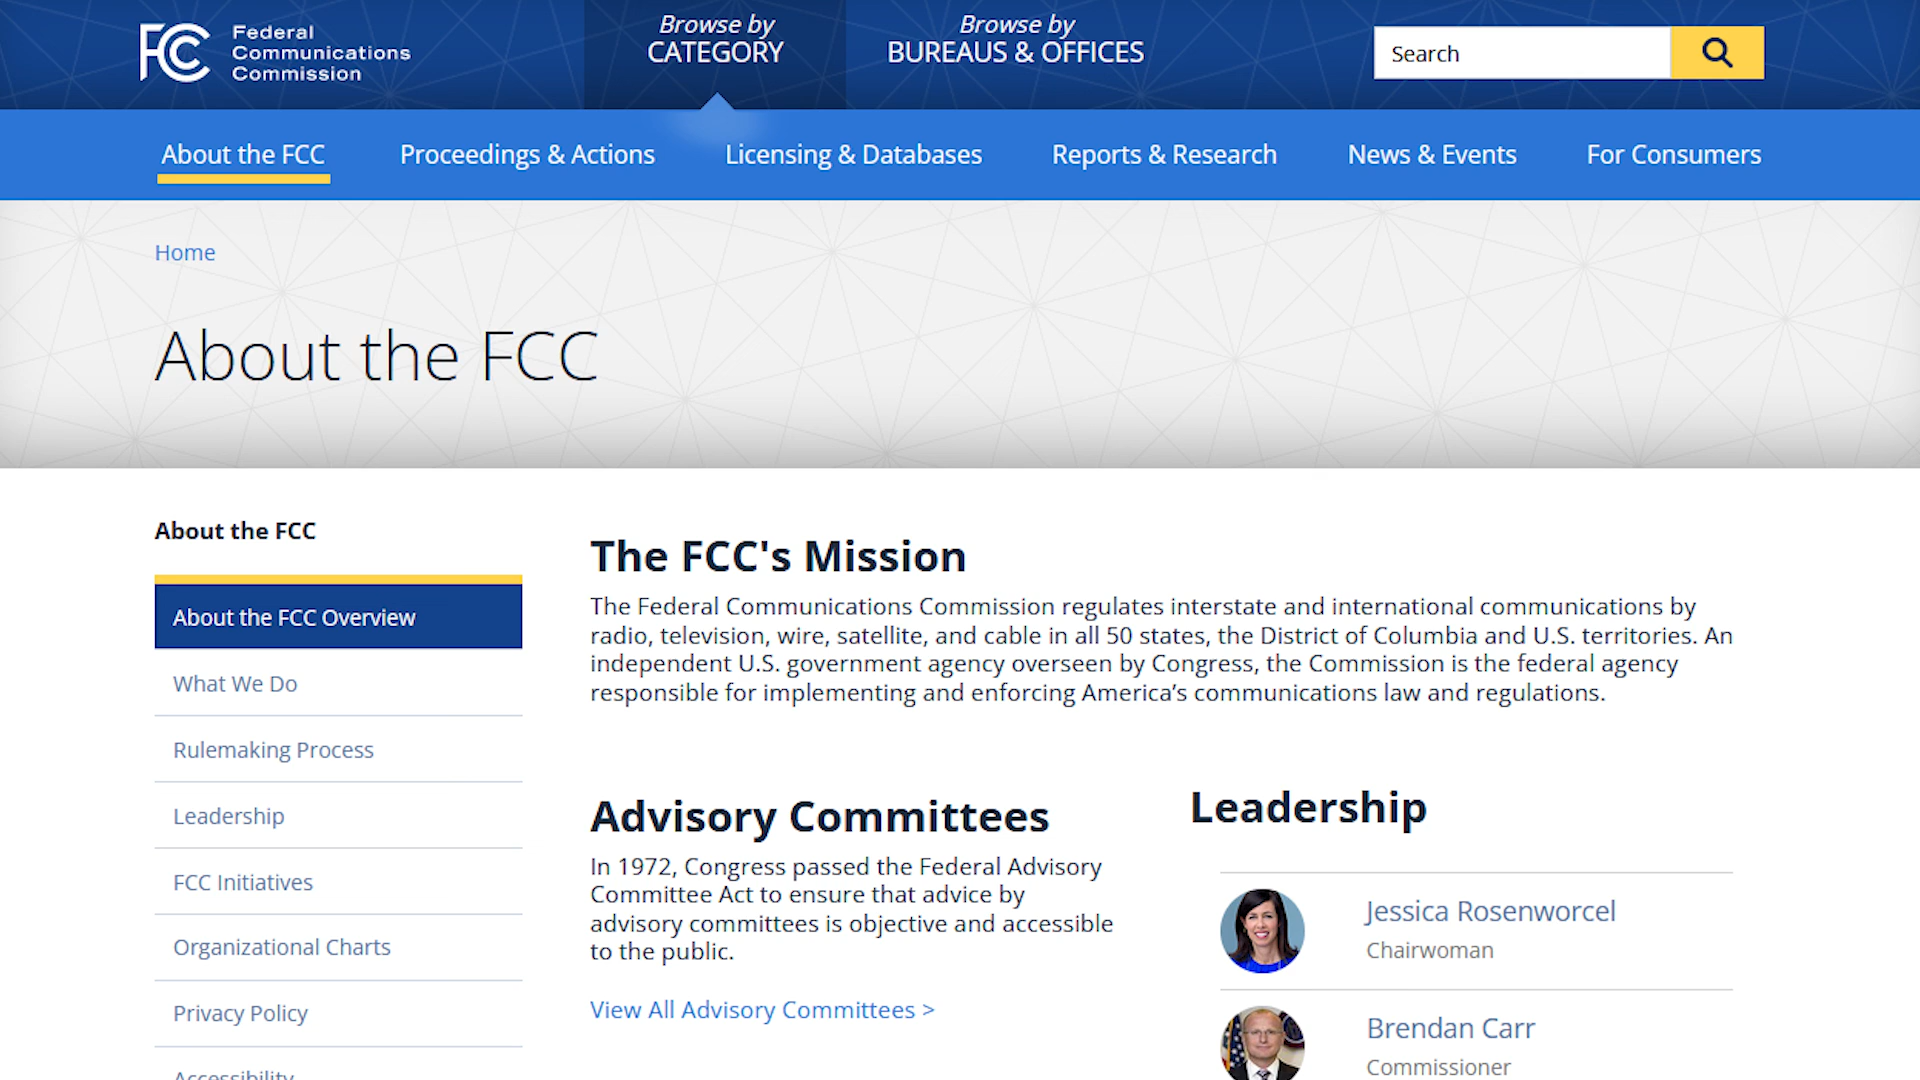 Federal
Communications
Commission
Browse by
CATEGORY
Browse by
BUREAUS & OFFICES
Search
About the FCC
Proceedings & Actions
Licensing & Databases
Reports & Research
News & Events
For Consumers
Home
About the FCC
About the FCC
About the FCC Overview
What We Do
Rulemaking Process
Leadership
FCC Initiatives
Organizational Charts
Privacy Policy
Accessibility
The FCC's Mission
The Federal Communications Commission regulates interstate and international communications by
radio, television, wire, satellite, and cable in all 50 states, the District of Columbia and U.S. territories. An
independent U.S. government agency overseen by Congress, the Commission is the federal agency
responsible for implementing and enforcing America’s communications law and regulations.
Advisory Committees
In 1972, Congress passed the Federal Advisory
Committee Act to ensure that advice by
advisory committees is objective and accessible
to the public.
View All Advisory Committees >
Leadership
Jessica Rosenworcel
Chairwoman
Brendan Carr
Commissioner